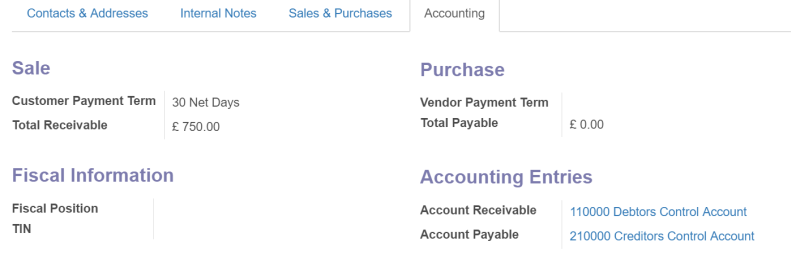 Contacts & Addresses Internal Notes Sales & Purchases Accounting
Sale
Customer Payment Term 30 Net Days
Total Receivable £ 750.00
Purchase
Vendor Payment Term
Total Payable £ 0.00
Fiscal Information
Fiscal Position
TIN
Accounting Entries
Account Receivable 110000 Debtors Control Account
Account Payable 210000 Creditors Control Account